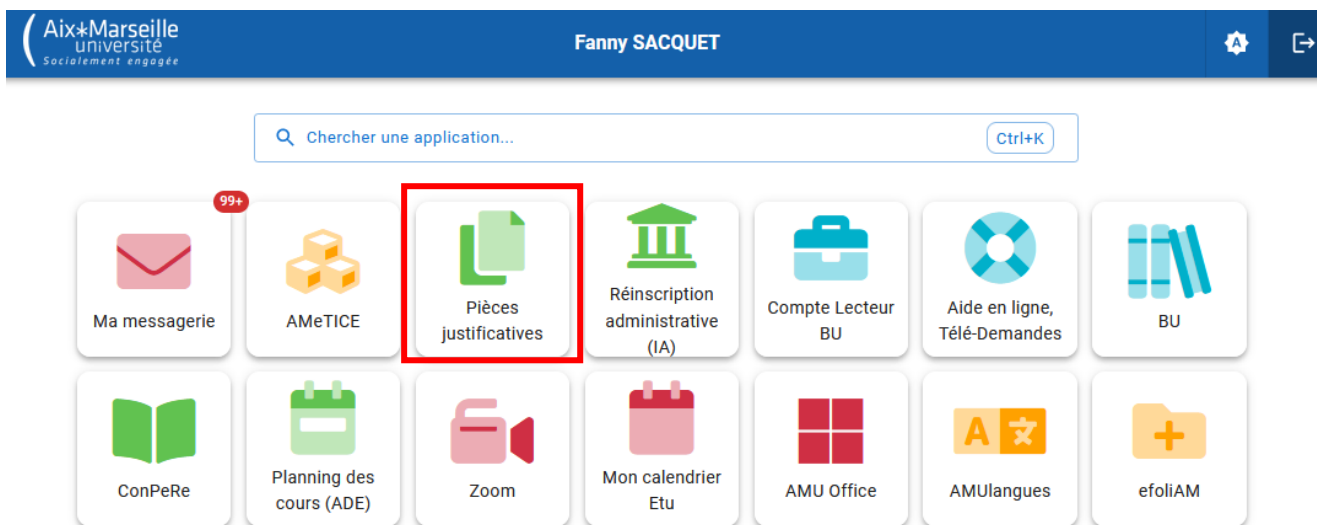 Aix*Marseille
université
Socialement engagée
Fanny SACQUET
A
Chercher une application...
Ctrl+K
99+
Ma messagerie
AMeTICE
Pièces
justificatives
Réinscription
administrative
(IA)
Compte Lecteur
BU
Aide en ligne,
Télé-Demandes
BU
ConPeRe
Planning des
cours (ADE)
Zoom
Mon calendrier
Etu
AMU Office
A 文
AMUlangues
efoliAM